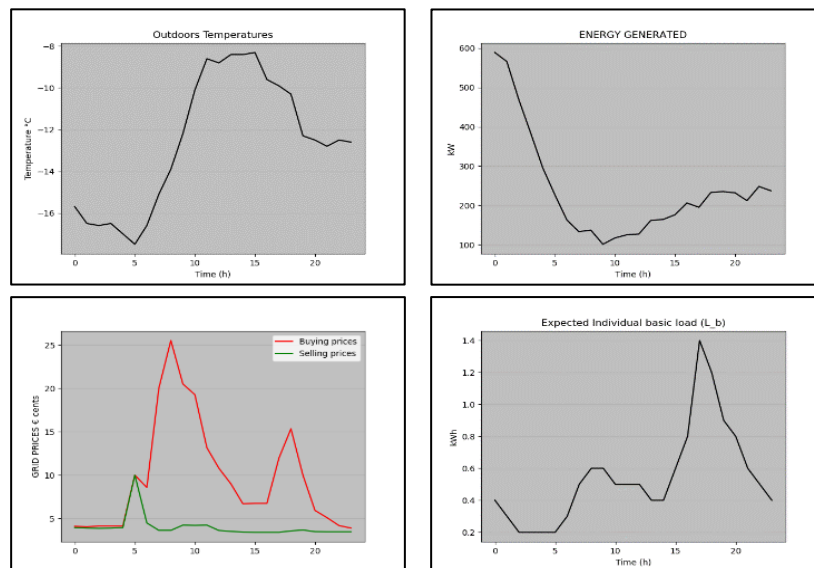 Outdoors Temperatures
Temperature °C
−8
−10
−12
−14
−16
0 5 10 15 20
Time (h)
ENERGY GENERATED
kW
600
500
400
300
200
100
0 5 10 15 20
Time (h)
GRID PRICES € cents
25
20
15
10
5
Buying prices
Selling prices
0 5 10 15 20
Expected Individual basic load (L_b)
kWh
1.4
1.2
1.0
0.8
0.6
0.4
0.2
0 5 10 15 20
Time (h)